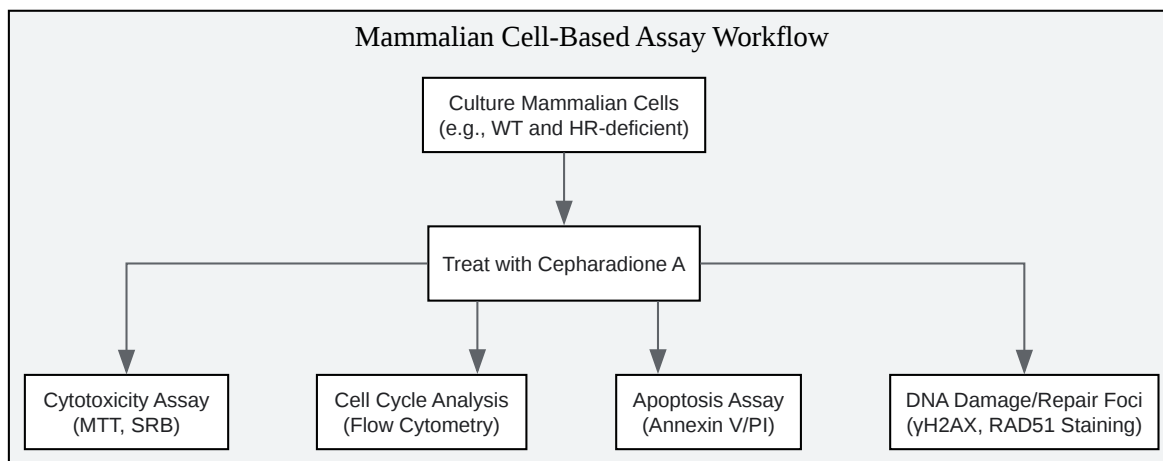 Mammalian Cell-Based Assay Workflow
Culture Mammalian Cells
(e.g., WT and HR-deficient)
Treat with Cepharadione A
Cytotoxicity Assay
(MTT, SRB)
Cell Cycle Analysis
(Flow Cytometry)
Apoptosis Assay
(Annexin V/PI)
DNA Damage/Repair Foci
(γH2AX, RAD51 Staining)